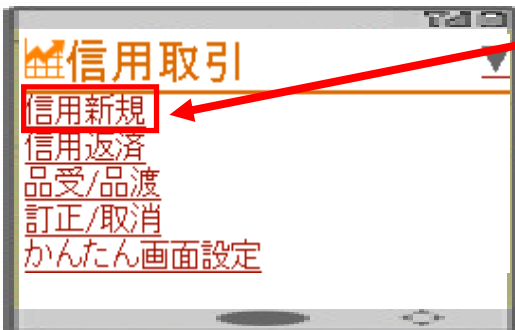 信用取引
▼
信用新規
信用返済
品受/品渡
訂正/取消
かんたん画面設定